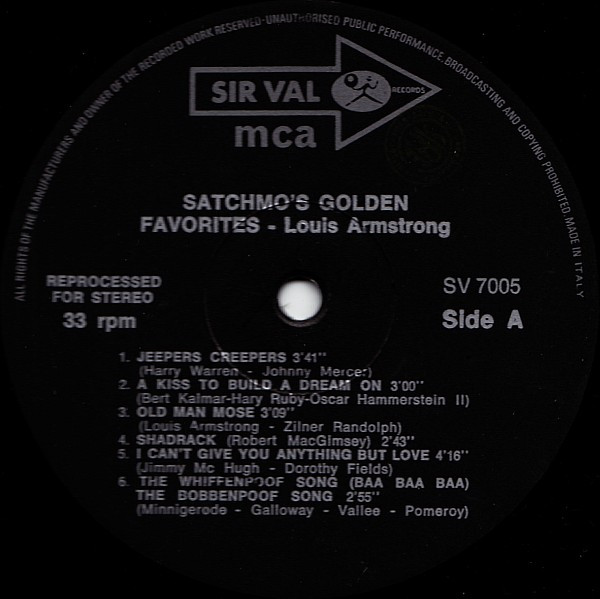 ALL RIGHTS OF THE MANUFACTURERS AND OWNER OF THE RECORDED WORK RESERVED-UNAUTHORISED PUBLIC PERFORMANCE, BROADCASTING AND COPYING PROHIBITED. MADE IN ITALY
SIR VAL RECORDS
mca
SATCHMO'S GOLDEN
FAVORITES - Louis Armstrong
REPROCESSED
FOR STEREO
33 rpm
SV 7005
Side A
1. JEEPERS CREEPERS 3'41''
(Harry Warren - Johnny Mercer)
2. A KISS TO BUILD A DREAM ON 3'00''
(Bert Kalmar-Hary Ruby-Oscar Hammerstein II)
3. OLD MAN MOSE 3'09''
(Louis Armstrong - Zilner Randolph)
4. SHADRACK (Robert MacGlmsey) 2'43''
5. I CAN'T GIVE YOU ANYTHING BUT LOVE 4'16''
(Jimmy Mc Hugh - Dorothy Fields)
6. THE WHIFFENPOOF SONG (BAA BAA BAA)
THE BOBBENPOOF SONG 2'55''
(Minnigerode - Galloway - Vallee - Pomeroy)